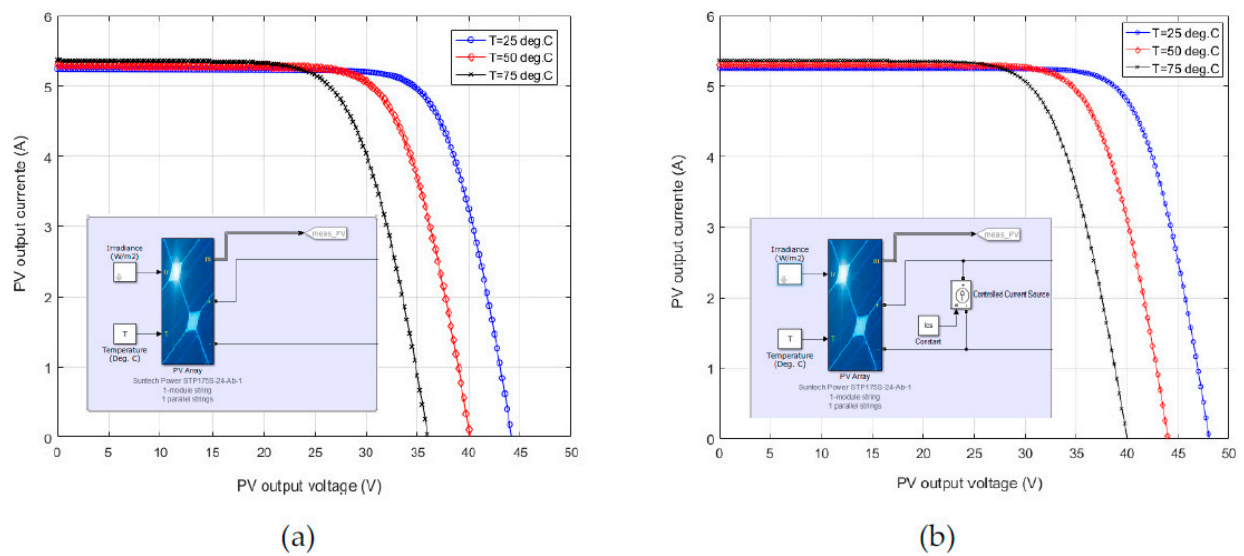 6
5
4
3
2
1
0
0
5
10
15
20
25
30
35
40
45
50
PV output currente (A)
PV output voltage (V)
T=25 deg.C
T=50 deg.C
T=75 deg.C
Irradiance
(W/m2)
Ir
m
meas_PV
T
T
Temperature
(Deg. C)
PV Array
Suntech Power STP175S-24-Ab-1
1-module string
1 parallel strings
(a)
6
5
4
3
2
1
0
0
5
10
15
20
25
30
35
40
45
50
PV output currente (A)
PV output voltage (V)
T=25 deg.C
T=50 deg.C
T=75 deg.C
Irradiance
(W/m2)
Ir
m
meas_PV
Controlled Current Source
Ics
Constant
T
T
Temperature
(Deg. C)
PV Array
Suntech Power STP175S-24-Ab-1
1-module string
1 parallel strings
(b)